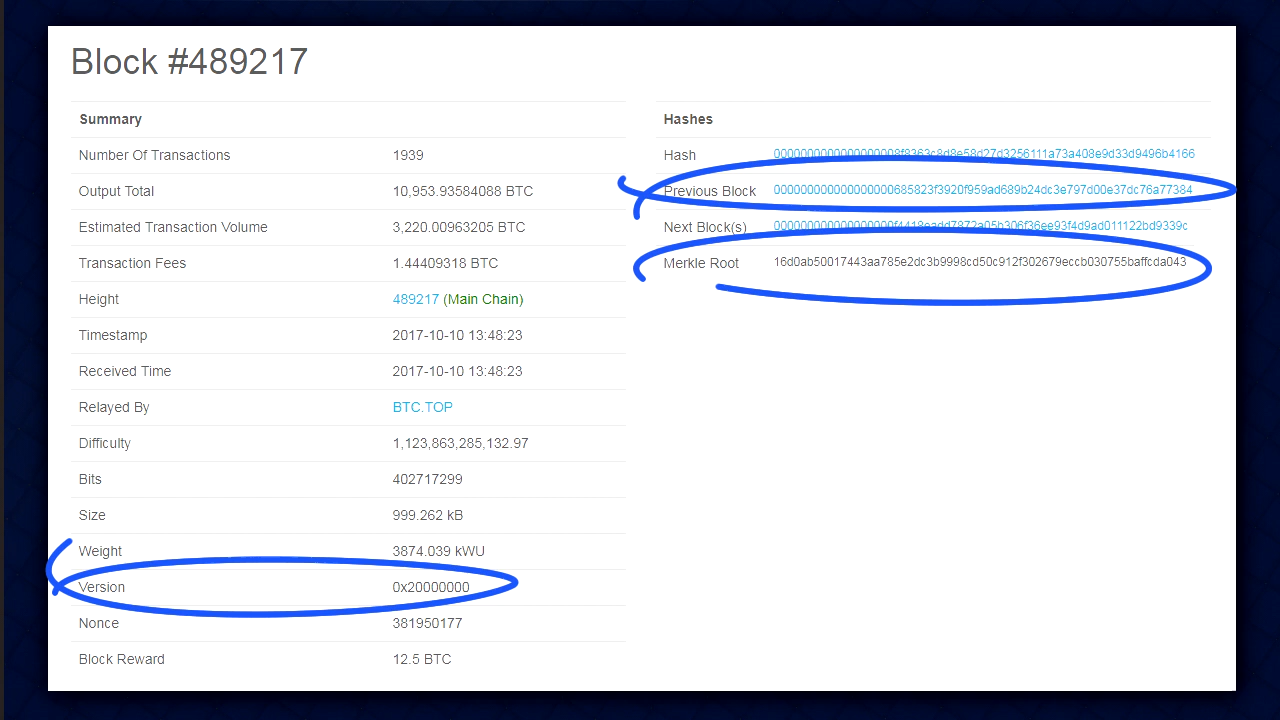 Block #489217
Summary
Number Of Transactions 1939
Output Total 10,953.93584088 BTC
Estimated Transaction Volume 3,220.00963205 BTC
Transaction Fees 1.44409318 BTC
Height 489217 (Main Chain)
Timestamp 2017-10-10 13:48:23
Received Time 2017-10-10 13:48:23
Relayed By BTC.TOP
Difficulty 1,123,863,285,132.97
Bits 402717299
Size 999.262 kB
Weight 3874.039 kWU
Version 0x20000000
Nonce 381950177
Block Reward 12.5 BTC
Hashes
Hash
Previous Block
Next Block(s)
Merkle Root 16d0ab50017443aa785e2dc3b9998cd50c912f302679eccb030755baffcda043